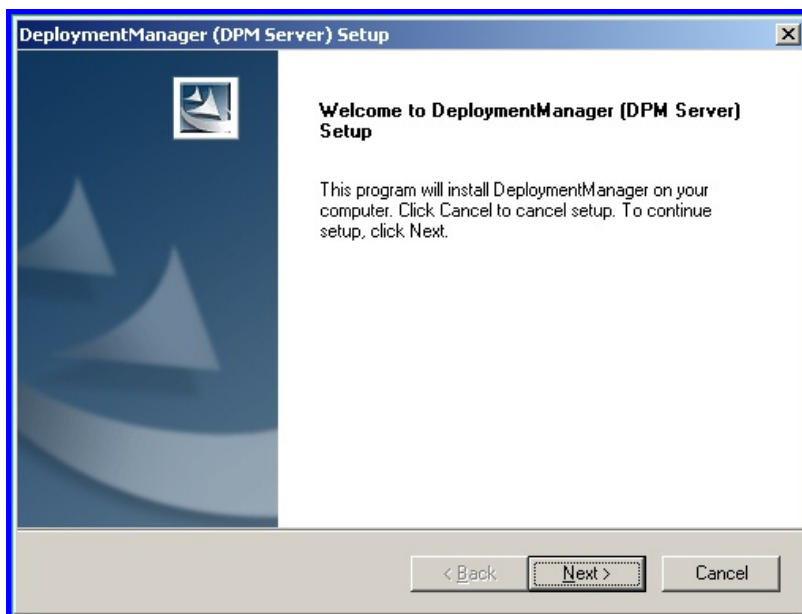 DeploymentManager (DPM Server) Setup
Welcome to DeploymentManager (DPM Server)
Setup
This program will install DeploymentManager on your
computer. Click Cancel to cancel setup. To continue
setup, click Next.
< Back
Next >
Cancel